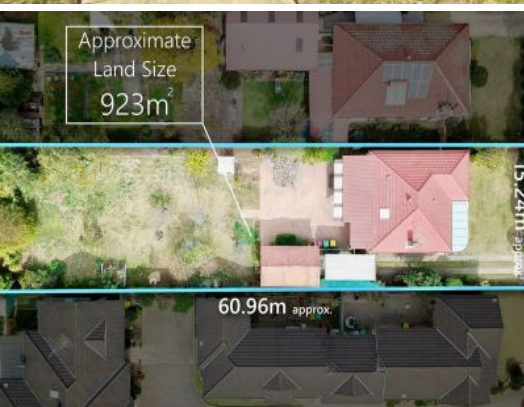 Approximate
Land Size
923m²
15.24m approx.
60.96m approx.